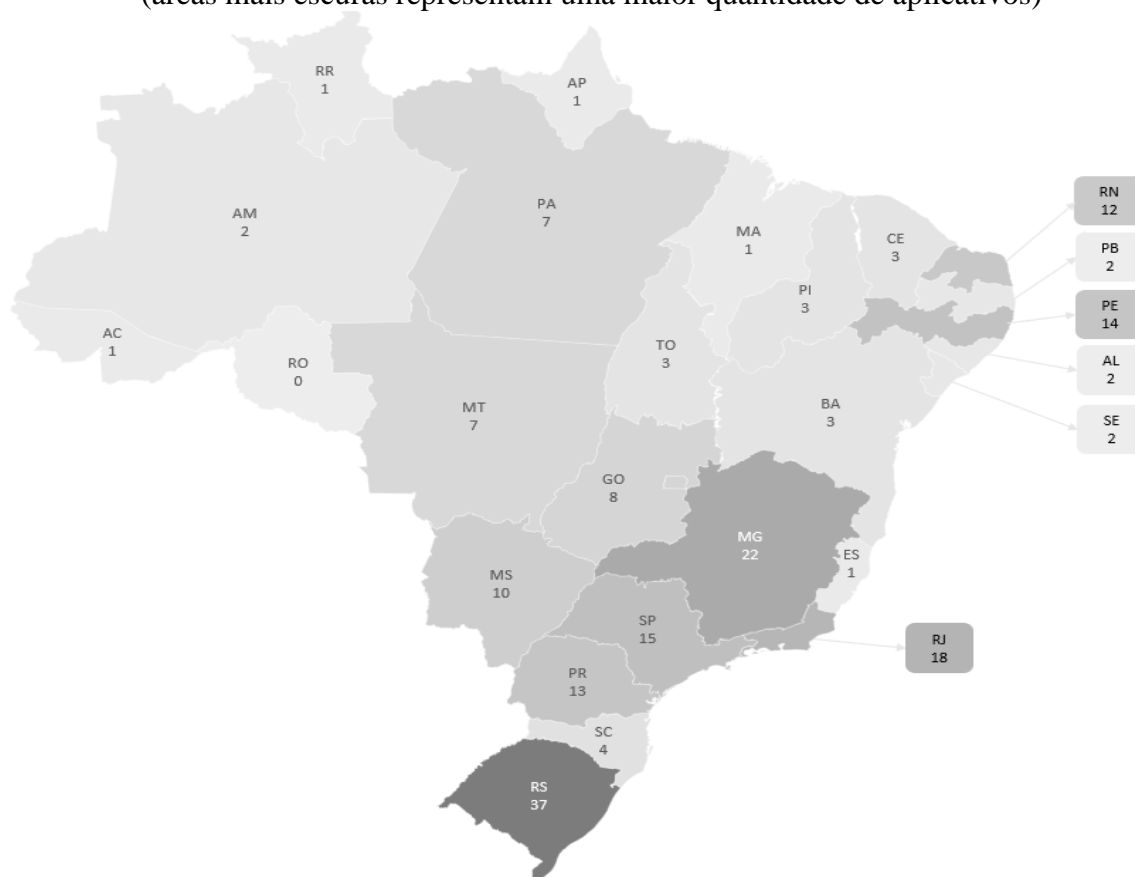 (áreas mais escuras representam uma maior quantidade de aplicativos)
RR
1
AP
1
AM
2
PA
7
MA
1
CE
3
RN
12
PB
2
PI
3
PE
14
AC
1
RO
0
TO
3
AL
2
MT
7
BA
3
SE
2
GO
8
MG
22
ES
1
MS
10
SP
15
RJ
18
PR
13
SC
4
RS
37